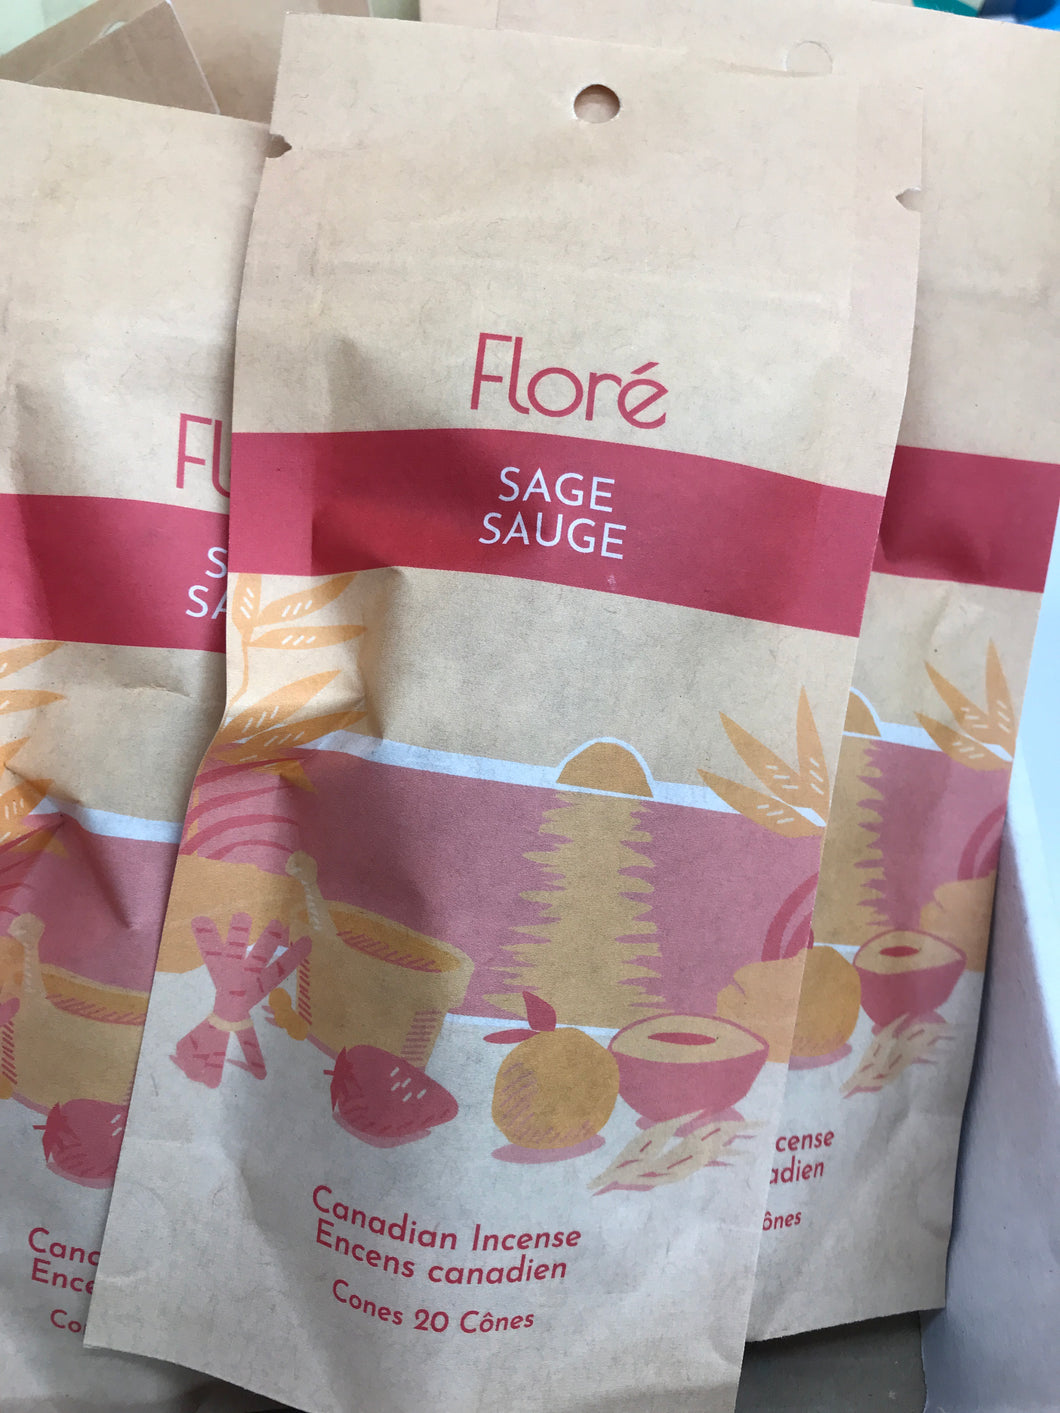 Floré
SAGE
SAUGE
Canadian Incense
Encens canadien
Cones 20 Cônes